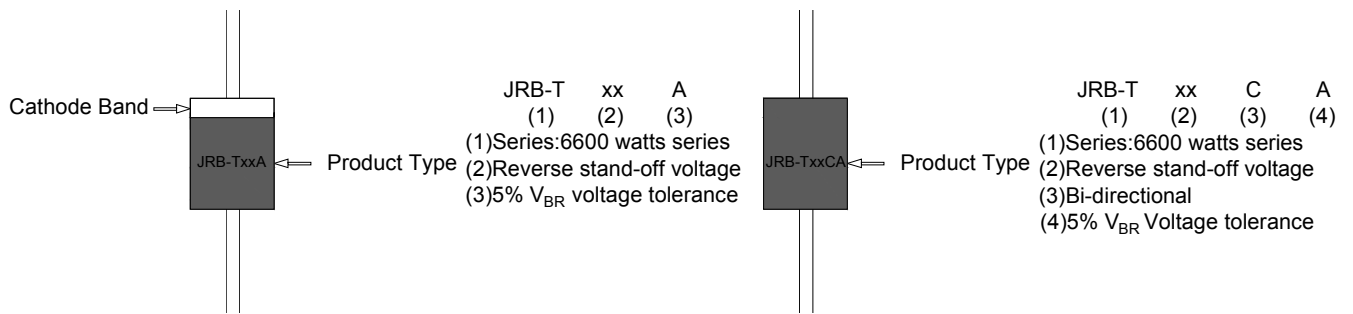 Cathode Band
JRB-TxxA
Product Type
JRB-T xx A
(1) (2) (3)
(1)Series:6600 watts series
(2)Reverse stand-off voltage
(3)5% VBR voltage tolerance
JRB-TxxCA
Product Type
JRB-T xx C A
(1) (2) (3) (4)
(1)Series:6600 watts series
(2)Reverse stand-off voltage
(3)Bi-directional
(4)5% VBR Voltage tolerance